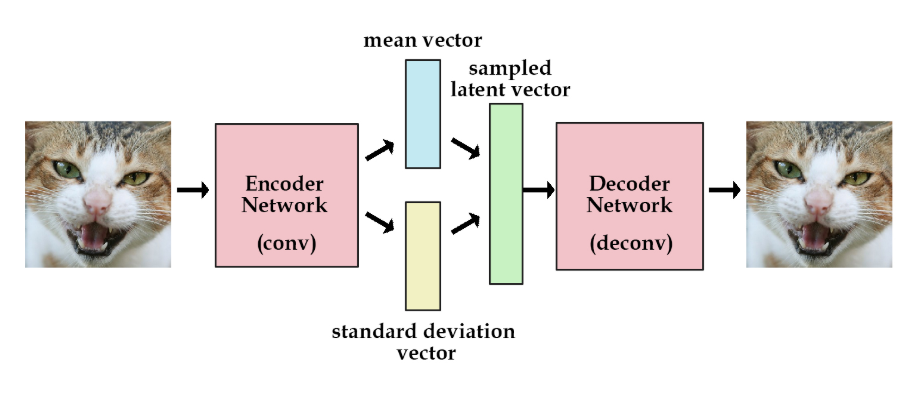 mean vector
sampled
latent vector
Encoder
Network
(conv)
Decoder
Network
(deconv)
standard deviation
vector